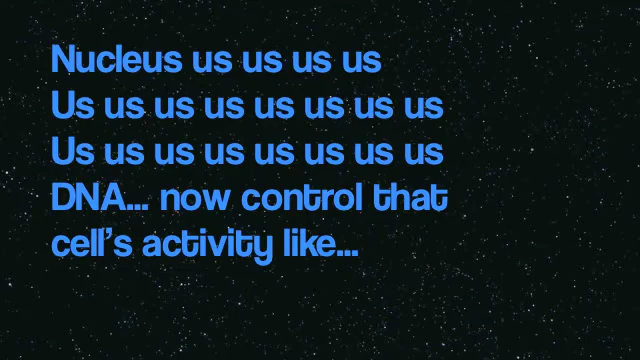 Nucleus us us us us
Us us us us us us us us
Us us us us us us us us
DNA... now control that
cell's activity like...